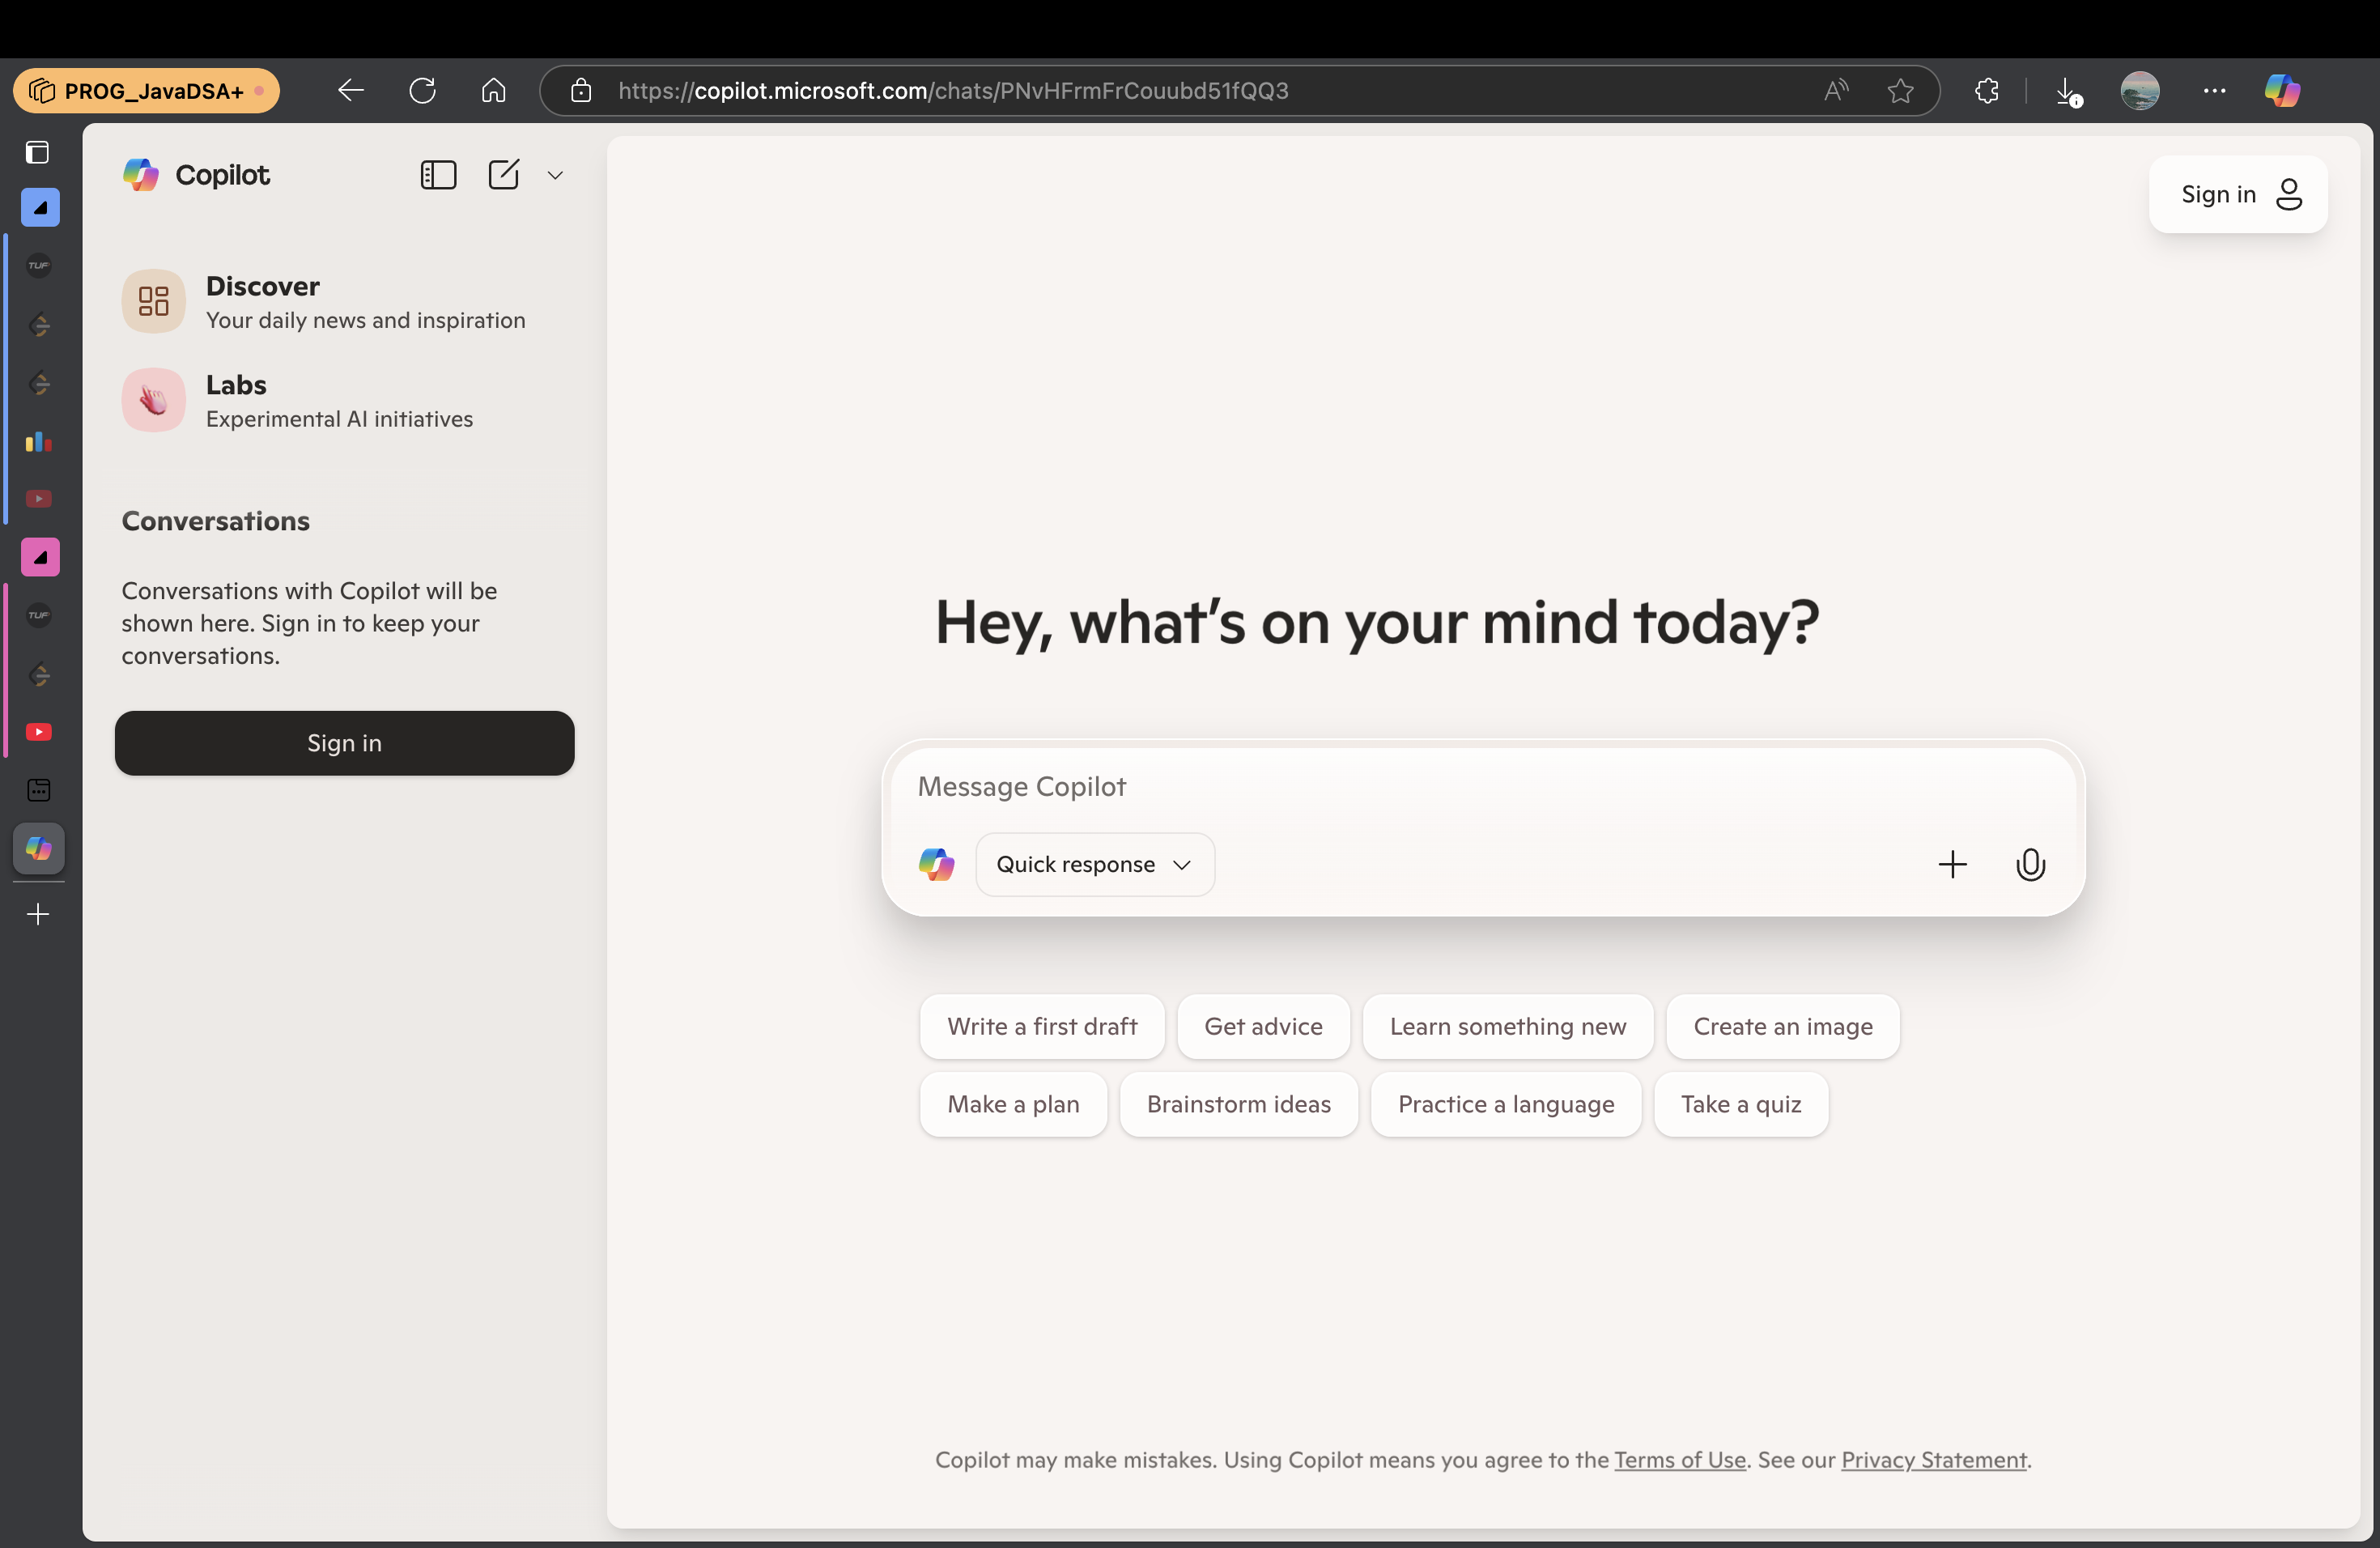 PROG_JavaDSA+
https://copilot.microsoft.com/chats/PNvHFrmFrCouubd51fQQ3
Copilot
Sign in
Discover
Your daily news and inspiration
Labs
Experimental AI initiatives
Conversations
Conversations with Copilot will be
shown here. Sign in to keep your
conversations.
Sign in
Hey, what's on your mind today?
Message Copilot
Quick response
Write a first draft
Get advice
Learn something new
Create an image
Make a plan
Brainstorm ideas
Practice a language
Take a quiz
Copilot may make mistakes. Using Copilot means you agree to the Terms of Use. See our Privacy Statement.
TUF
TUF